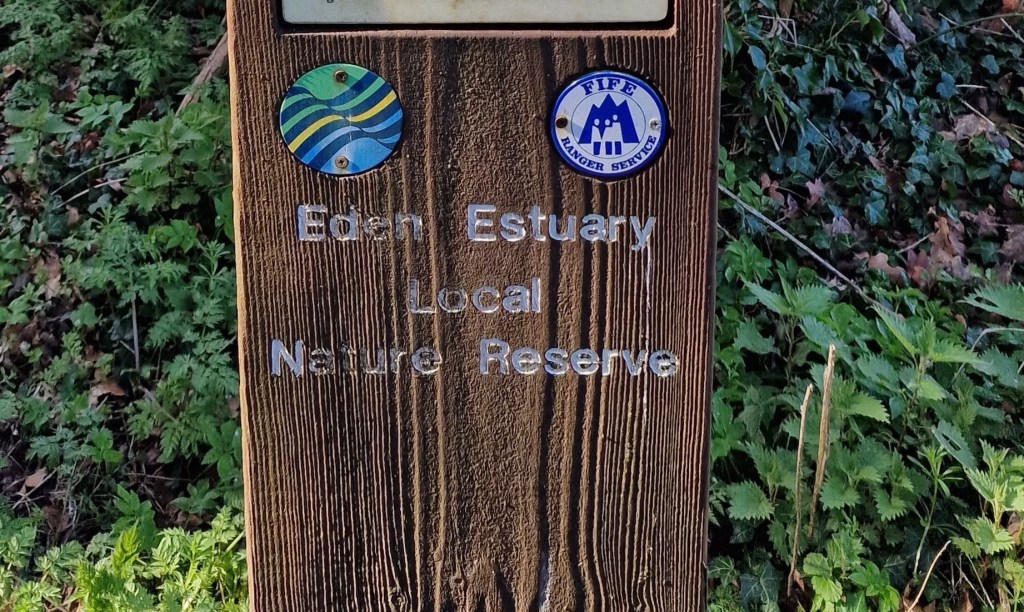 FIFE
RANGER SERVICE
Eden Estuary
Local
Nature Reserve